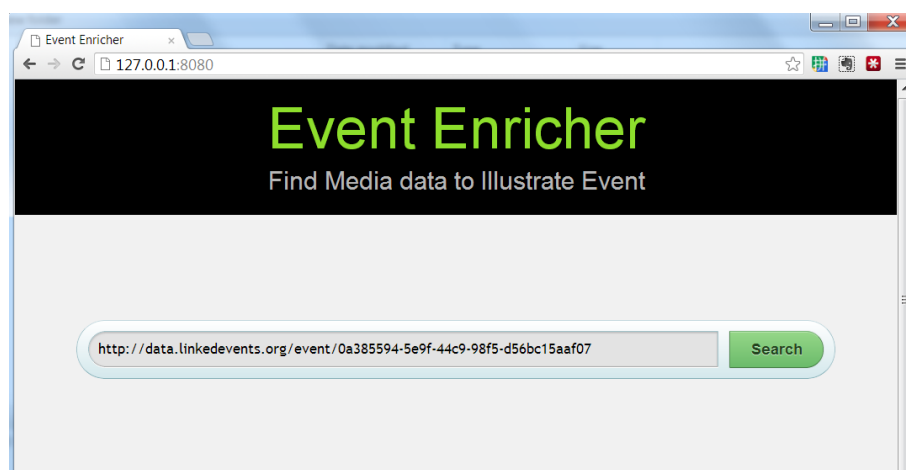 Event Enricher
127.0.0.1:8080
Event Enricher
Find Media data to Illustrate Event
http://data.linkedevents.org/event/0a385594-5e9f-44c9-98f5-d56bc15aaf07 Search